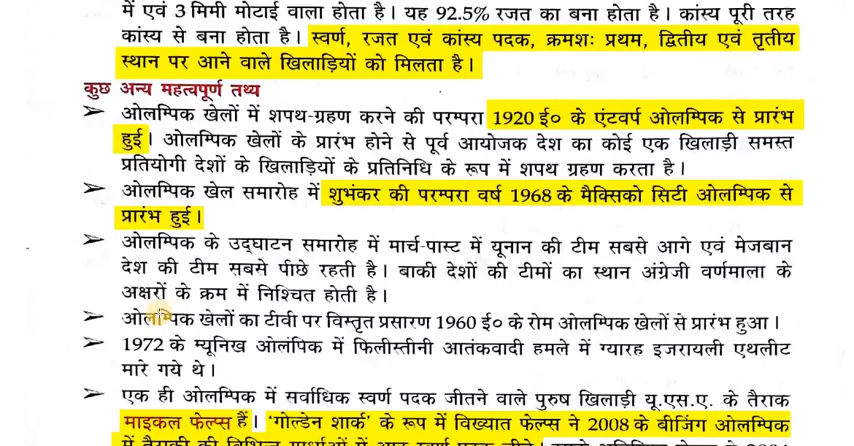 में एवं 3 मिमी मोटाई वाला होता है। यह 92.5% रजत का बना होता है। कांस्य पूरी तरह
कांस्य से बना होता है। स्वर्ण, रजत एवं कांस्य पदक, क्रमशः प्रथम, द्वितीय एवं तृतीय
स्थान पर आने वाले खिलाड़ियों को मिलता है।
कुछ अन्य महत्वपूर्ण तथ्य
➢ ओलम्पिक खेलों में शपथ-ग्रहण करने की परम्परा 1920 ई० के एंटवर्प ओलम्पिक से प्रारंभ
हुई। ओलम्पिक खेलों के प्रारंभ होने से पूर्व आयोजक देश का कोई एक खिलाड़ी समस्त
प्रतियोगी देशों के खिलाड़ियों के प्रतिनिधि के रूप में शपथ ग्रहण करता है।
➢ ओलम्पिक खेल समारोह में शुभंकर की परम्परा वर्ष 1968 के मैक्सिको सिटी ओलम्पिक से
प्रारंभ हुई।
➢ ओलम्पिक के उद्घाटन समारोह में मार्च-पास्ट में यूनान की टीम सबसे आगे एवं मेजबान
देश की टीम सबसे पीछे रहती है। बाकी देशों की टीमों का स्थान अंग्रेजी वर्णमाला के
अक्षरों के क्रम में निश्चित होती है।
➢ ओलम्पिक खेलों का टीवी पर विस्तृत प्रसारण 1960 ई० के रोम ओलम्पिक खेलों से प्रारंभ हुआ।
➢ 1972 के म्यूनिख ओलंपिक में फिलीस्तीनी आतंकवादी हमले में ग्यारह इजरायली एथलीट
मारे गये थे।
➢ एक ही ओलम्पिक में सर्वाधिक स्वर्ण पदक जीतने वाले पुरुष खिलाड़ी यू.एस.ए. के तैराक
माइकल फेल्प्स हैं। 'गोल्डेन शार्क' के रूप में विख्यात फेल्प्स ने 2008 के बीजिंग ओलम्पिक